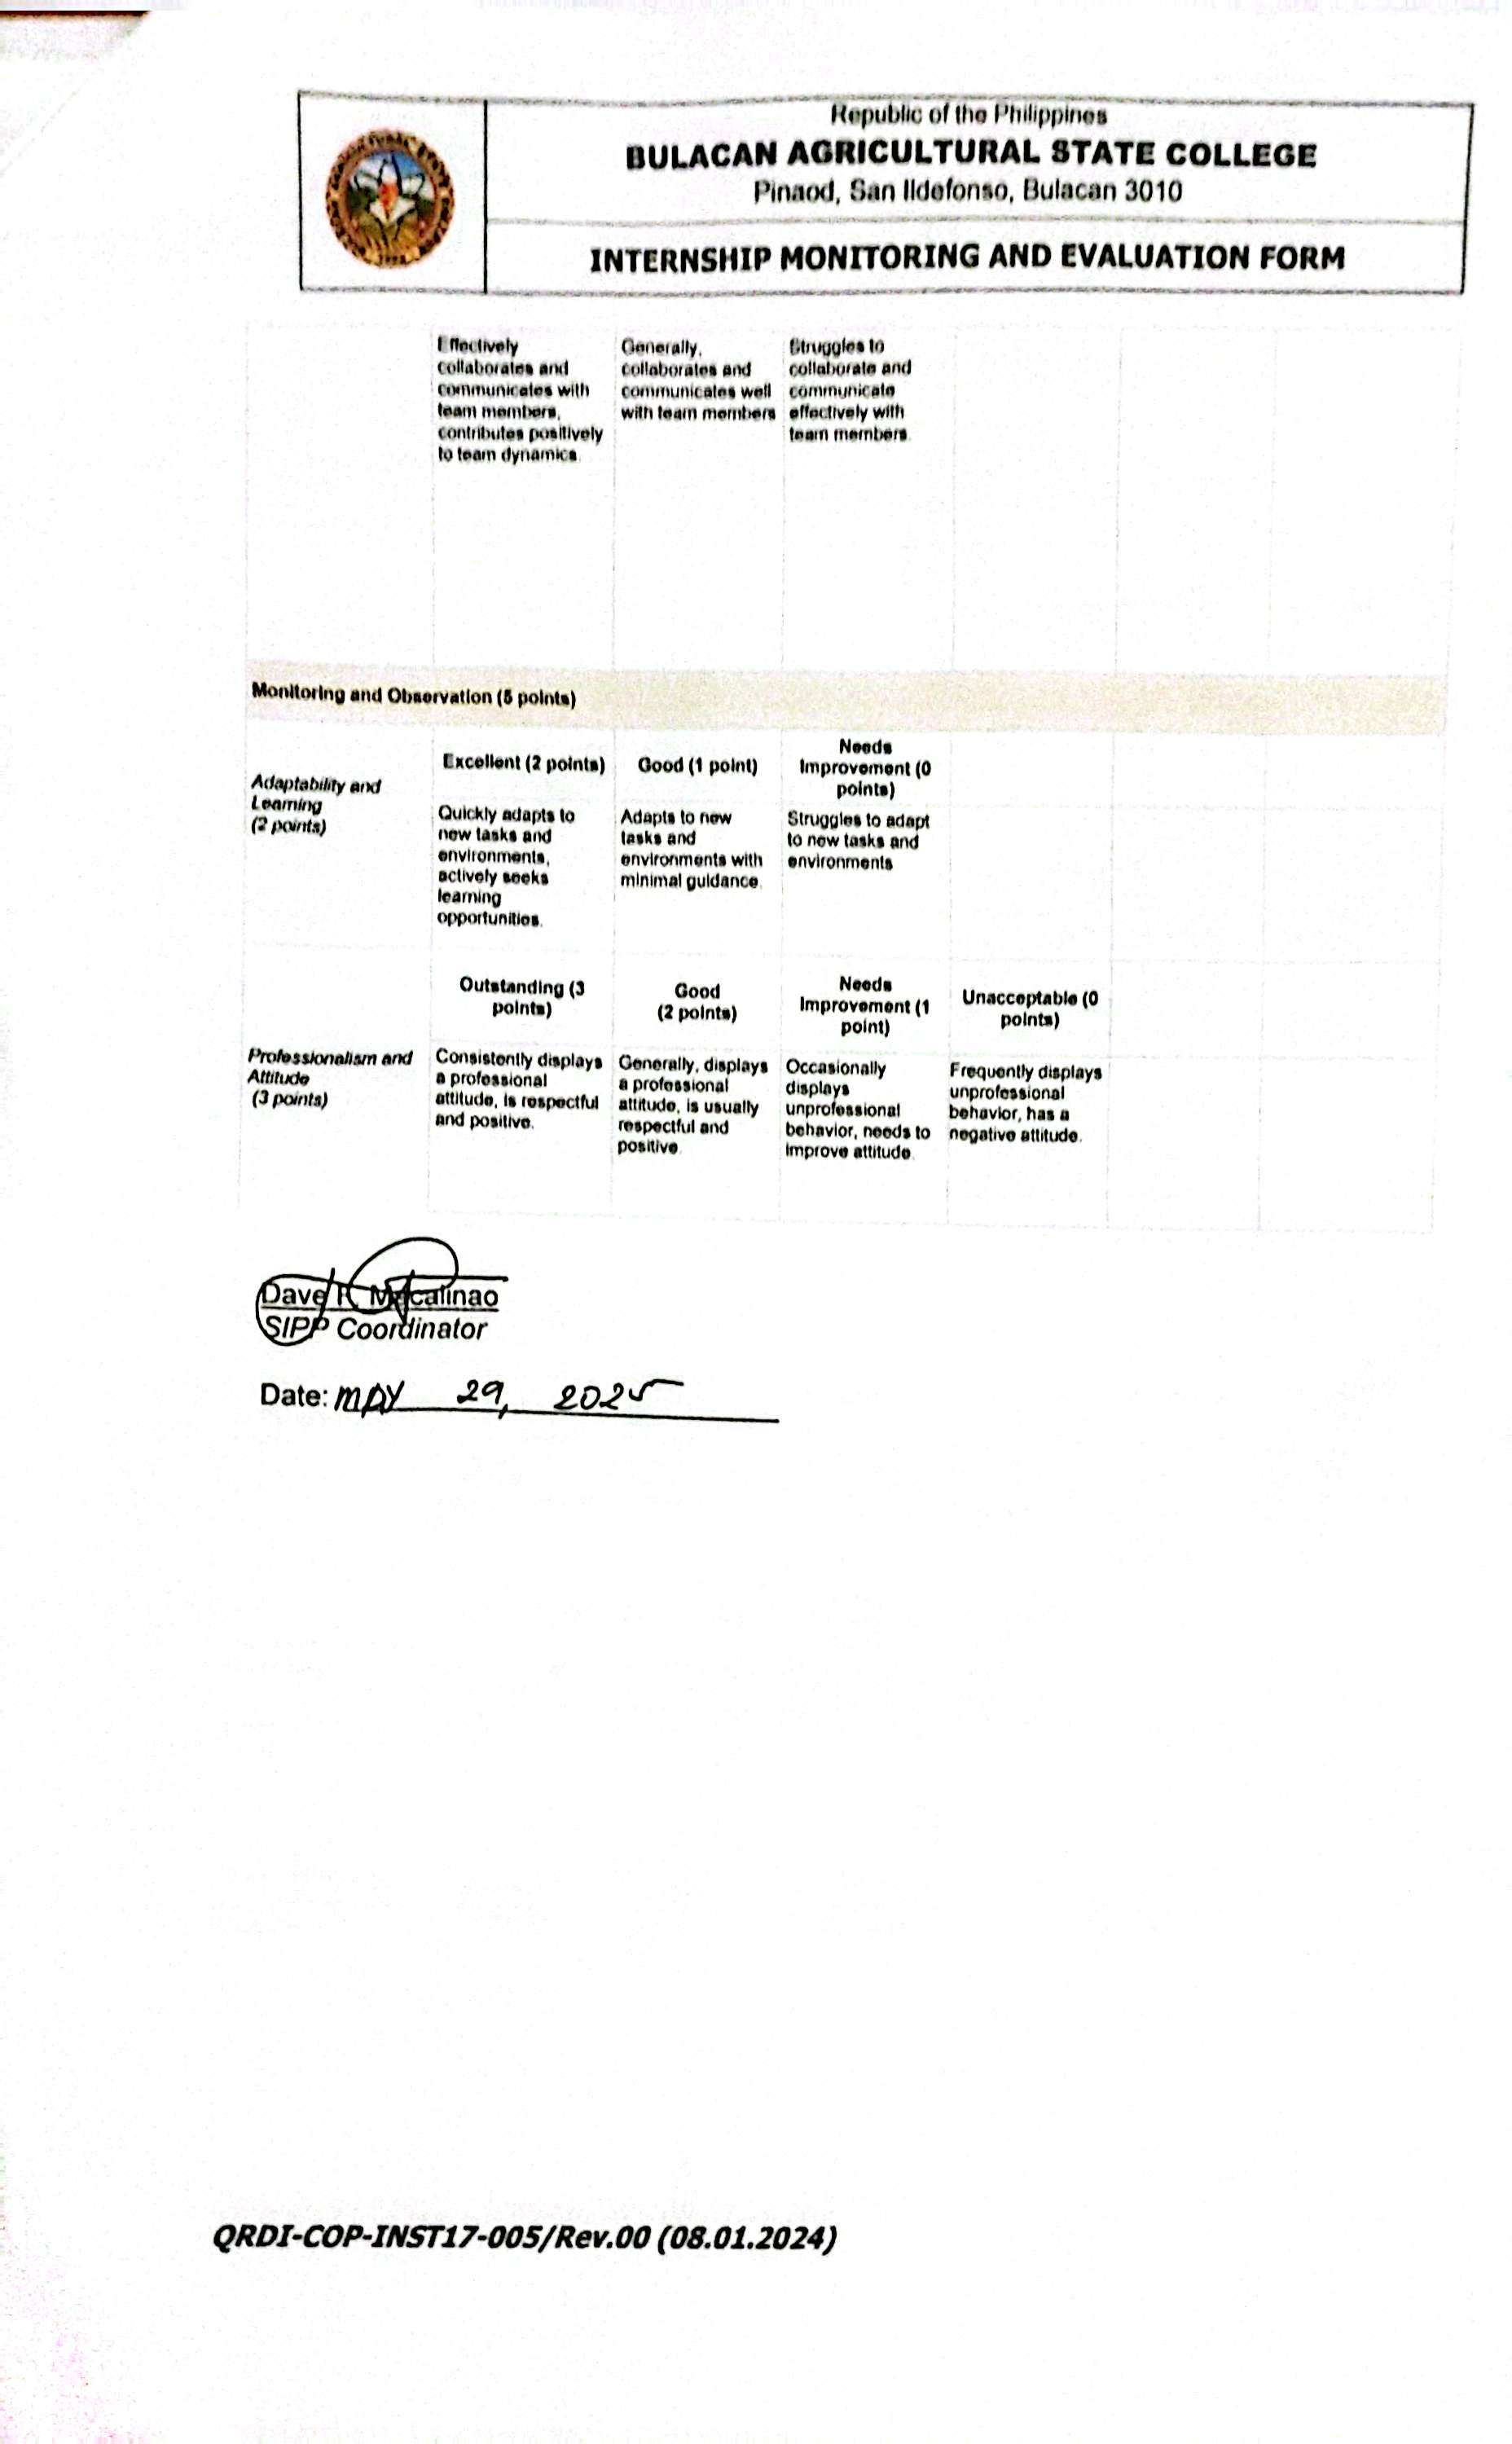 Republic of the Philippines
BULACAN AGRICULTURAL STATE COLLEGE
Pinaod, San Ildefonso, Bulacan 3010
INTERNSHIP MONITORING AND EVALUATION FORM
Effectively
collaborates and
communicates with
team members,
contributes positively
to team dynamics.
Generally,
collaborates and
communicates well
with team members
Struggles to
collaborate and
communicate
effectively with
team members.
Monitoring and Observation (5 points)
Adaptability and
Learning
(2 points)
Excellent (2 points)
Good (1 point)
Needs
Improvement (0
points)
Quickly adapts to
new tasks and
environments,
actively seeks
learning
opportunities.
Adapts to new
tasks and
environments with
minimal guidance.
Struggles to adapt
to new tasks and
environments
Outstanding (3
points)
Good
(2 points)
Needs
Improvement (1
point)
Unacceptable (0
points)
Professionalism and
Attitude
(3 points)
Consistently displays
a professional
attitude, is respectful
and positive.
Generally, displays
a professional
attitude, is usually
respectful and
positive.
Occasionally
displays
unprofessional
behavior, needs to
improve attitude.
Frequently displays
unprofessional
behavior, has a
negative attitude.
Dave Macalinao
SIPP Coordinator
Date: MAY 29, 2025
QRDI-COP-INST17-005/Rev.00 (08.01.2024)